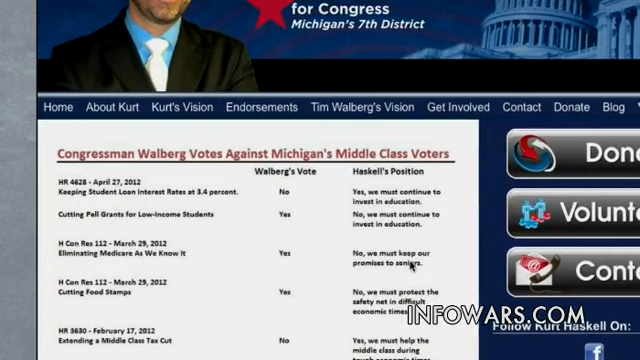 for Congress
Michigan's 7th District
Home About Kurt Kurt's Vision Endorsements Tim Walberg's Vision Get Involved Contact Donate Blog
Congressman Walberg Votes Against Michigan's Middle Class Voters
Walberg's Vote Haskell's Position
HR 4628 - April 27, 2012
Keeping Student Loan Interest Rates at 3.4 percent. No Yes, we must continue to
invest in education.
Cutting Pell Grants for Low-Income Students Yes No, we must continue to
invest in education.
H Con Res 112 - March 29, 2012
Eliminating Medicare As We Know It Yes No, we must keep our
promises to seniors.
H Con Res 112 - March 29, 2012
Cutting Food Stamps Yes No, we must protect the
safety net in difficult
economic times
HR 3630 - February 17, 2012
Extending a Middle Class Tax Cut No Yes, we must help the
middle class during
tough economic times
Dona
Volunte
Conta
INFOWARS.COM
Follow Kurt Haskell On:
f